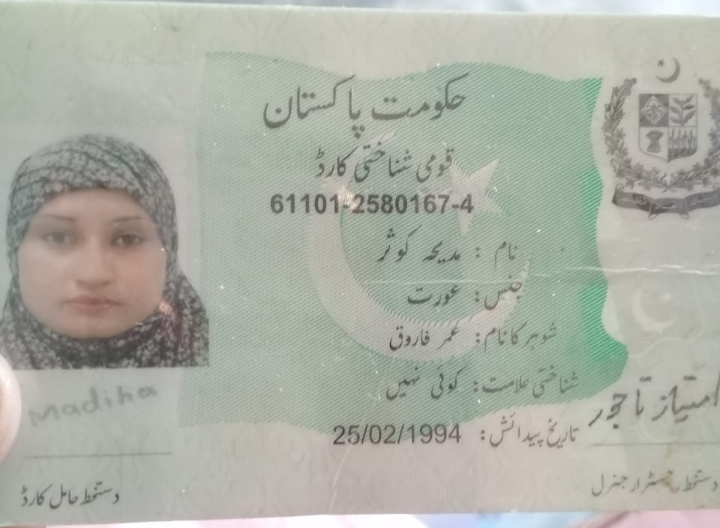 حکومت پاکستان
قومی شناختی کارڈ
61101-2580167-4
نام : مدیحہ کوثر
جنس: عورت
شوہر کا نام: عمر فاروق
شناختی علامت: کوئی نہیں
تاریخ پیدائش: 25/02/1994
Madiha
دستخط حامل کارڈ
امتیاز تاجور
دستخط رجسٹرار جنرل